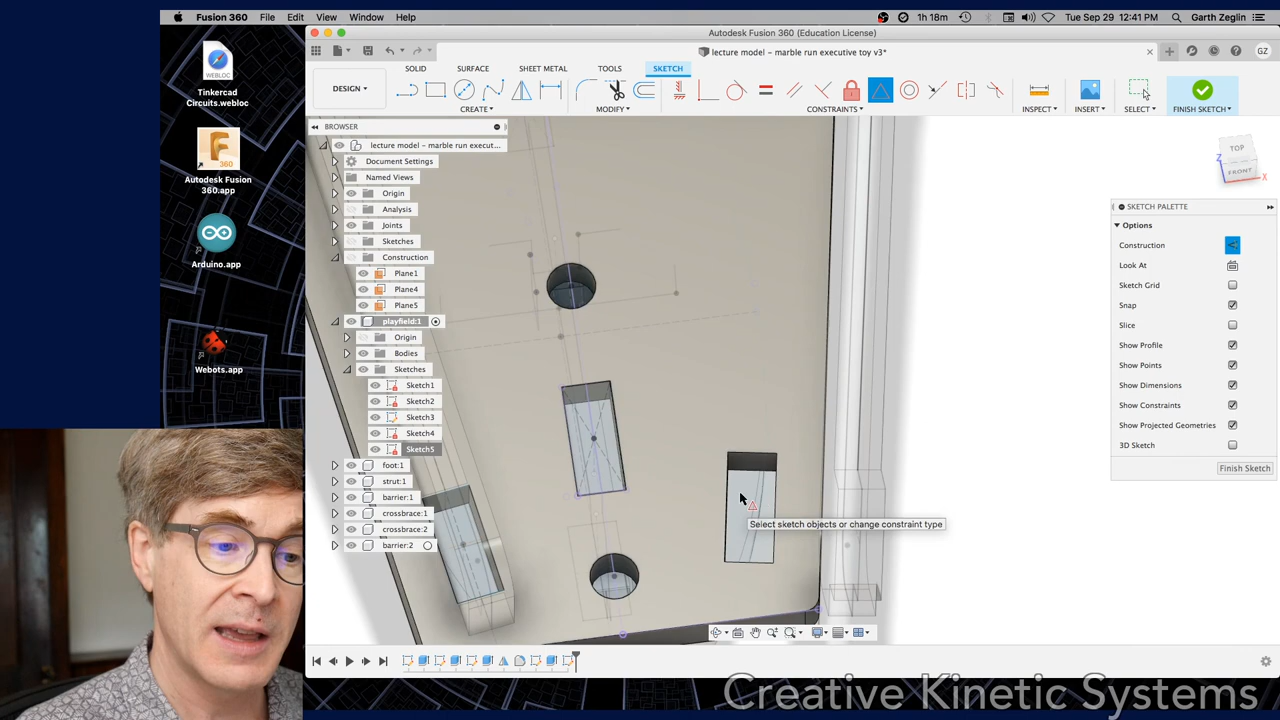 Fusion 360 File Edit View Window Help
1h 18m Tue Sep 29 12:41 PM Garth Zeglin
Autodesk Fusion 360 (Education License)
lecture model – marble run executive toy v3*
GZ
SOLID SURFACE SHEET METAL TOOLS SKETCH
DESIGN
CREATE MODIFY CONSTRAINTS INSPECT INSERT SELECT FINISH SKETCH
Tinkercad
Circuits.webloc
Autodesk Fusion
360.app
360
Arduino.app
Webots.app
BROWSER
lecture model – marble run execut...
Document Settings
Named Views
Origin
Analysis
Joints
Sketches
Construction
Plane1
Plane4
Plane5
playfield:1
Origin
Bodies
Sketches
Sketch1
Sketch2
Sketch3
Sketch4
Sketch5
foot:1
strut:1
barrier:1
crossbrace:1
crossbrace:2
barrier:2
Select sketch objects or change constraint type
TOP
FRONT
Z
X
SKETCH PALETTE
Options
Construction
Look At
Sketch Grid
Snap
Slice
Show Profile
Show Points
Show Dimensions
Show Constraints
Show Projected Geometries
3D Sketch
Finish Sketch
Creative Kinetic Systems